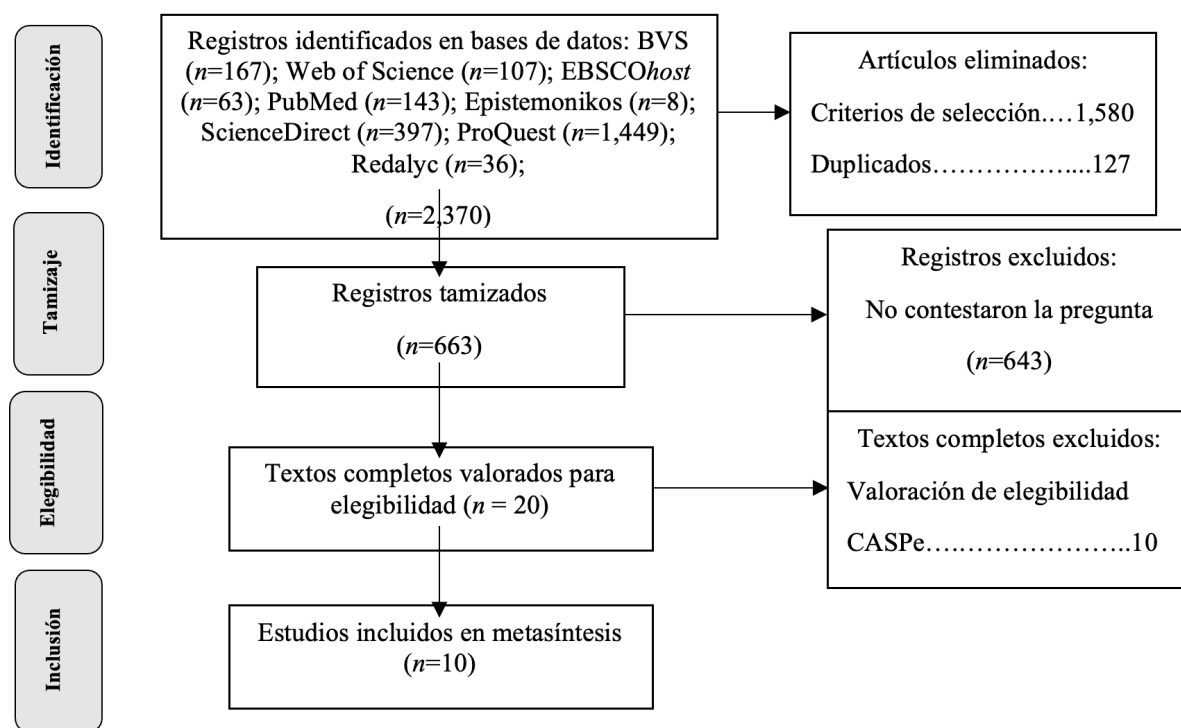 Identificación
Registros identificados en bases de datos: BVS
(n=167); Web of Science (n=107); EBSCOhost
(n=63); PubMed (n=143); Epistemonikos (n=8);
ScienceDirect (n=397); ProQuest (n=1,449);
Redalyc (n=36);
(n=2,370)
Artículos eliminados:
Criterios de selección.…1,580
Duplicados……………...127
Tamizaje
Registros tamizados
(n=663)
Registros excluidos:
No contestaron la pregunta
(n=643)
Elegibilidad
Textos completos valorados para
elegibilidad (n = 20)
Textos completos excluidos:
Valoración de elegibilidad
CASPe….………………..10
Inclusión
Estudios incluidos en metasíntesis
(n=10)